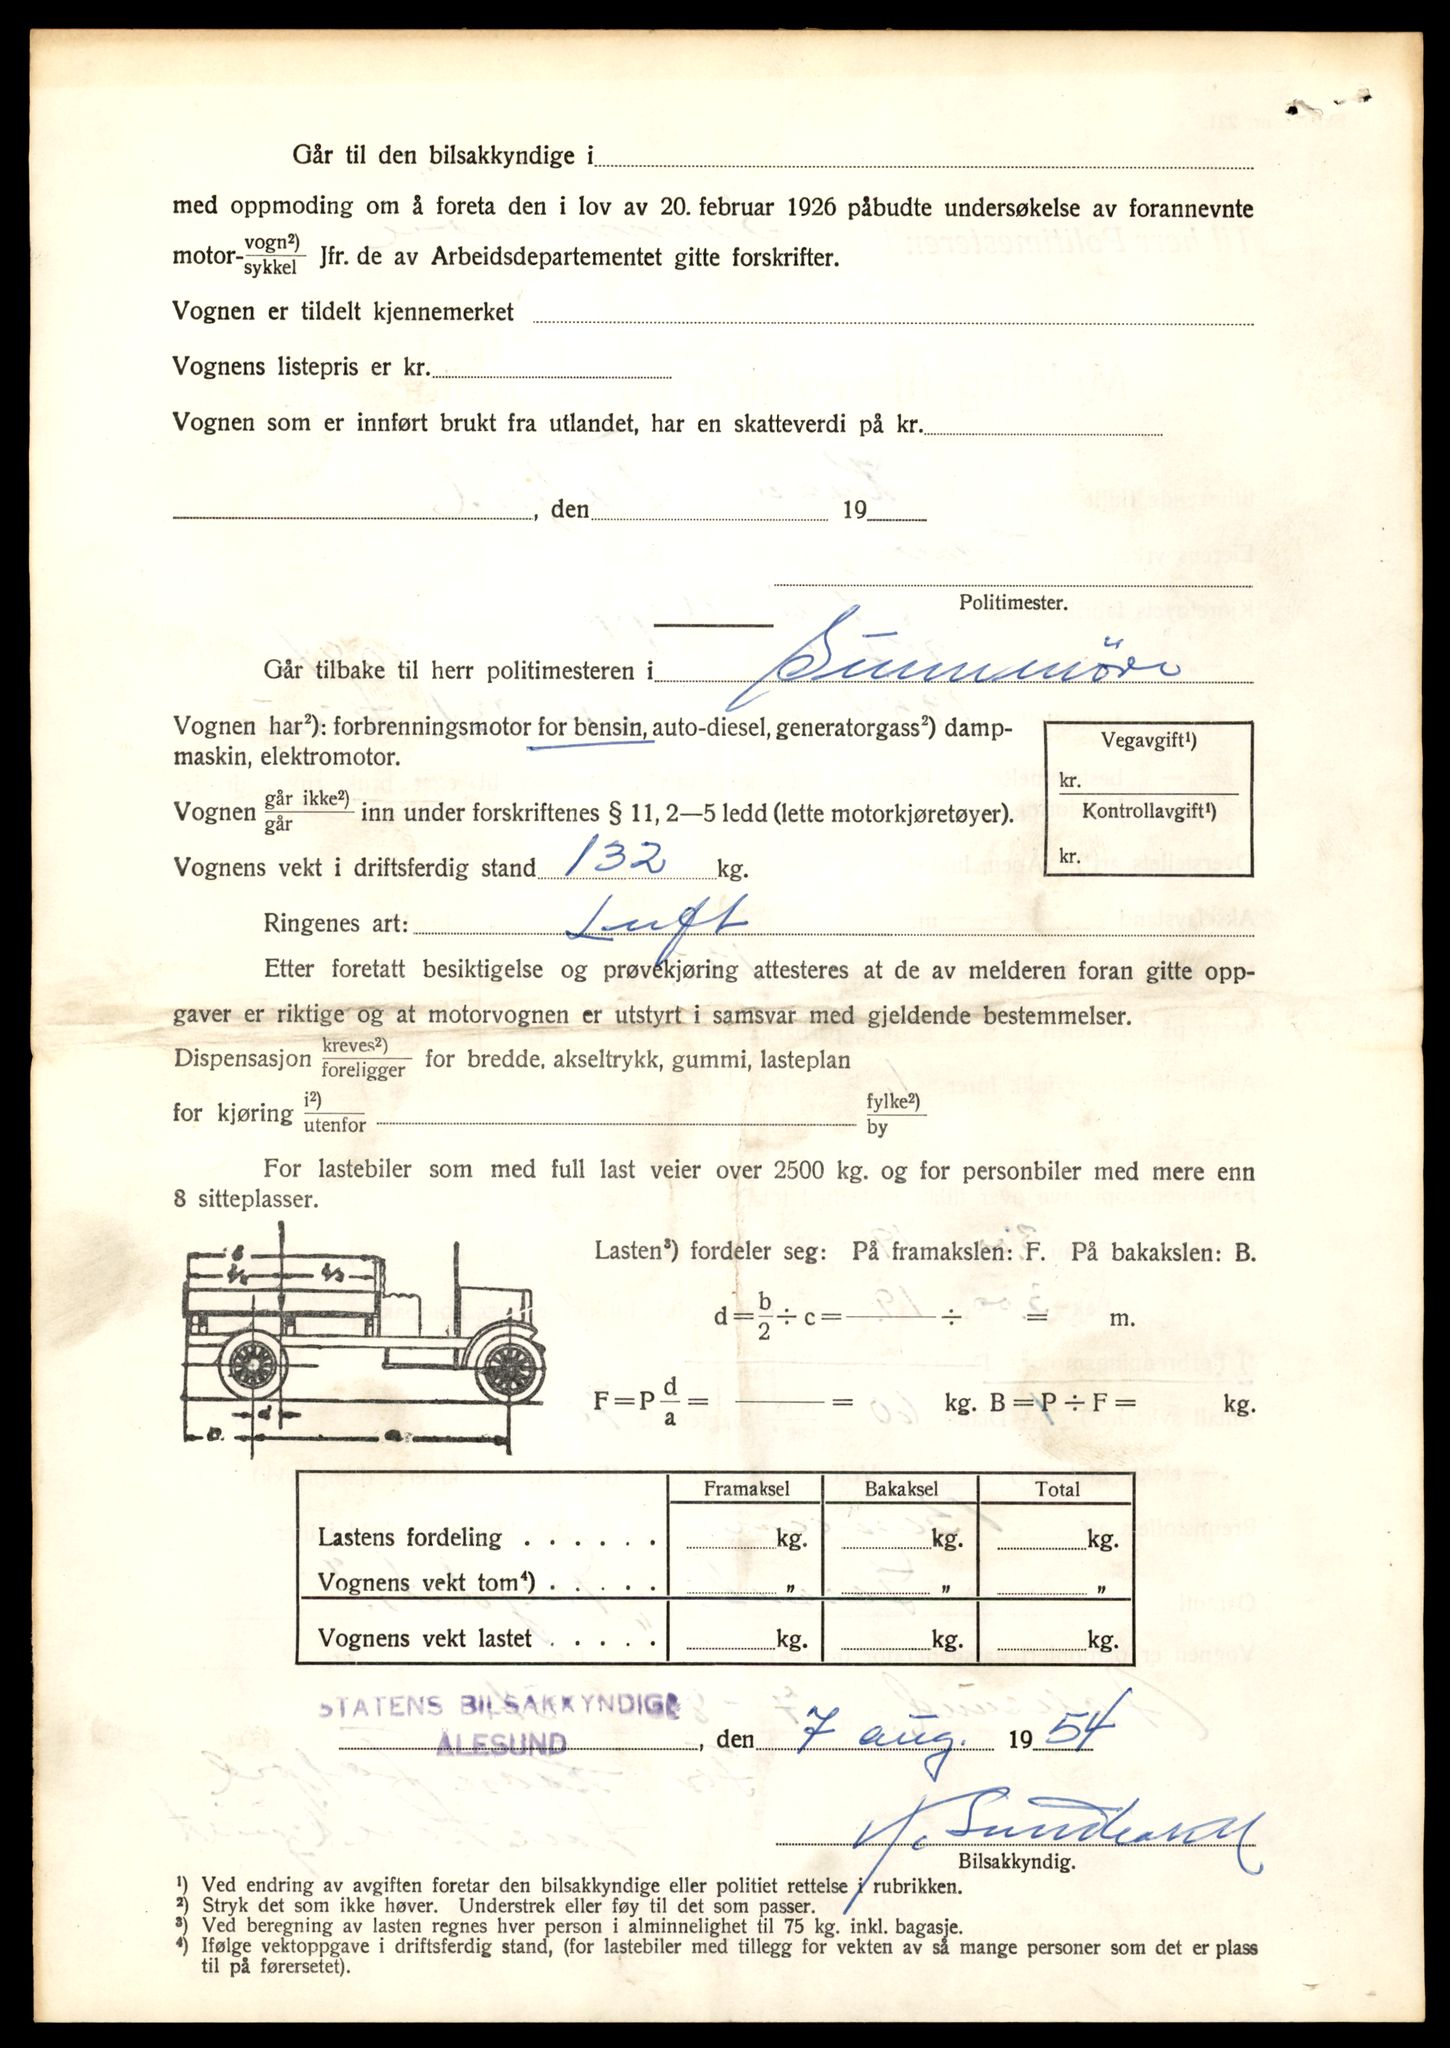 Går til den bilsakkyndige i
med oppmoding om å foreta den i lov av 20. februar 1926 påbudte undersøkelse av forannevnte
motor- vogn²) / sykkel Jfr. de av Arbeidsdepartementet gitte forskrifter.
Vognen er tildelt kjennemerket
Vognens listepris er kr.
Vognen som er innført brukt fra utlandet, har en skatteverdi på kr.
, den 19
Politimester.
Går tilbake til herr politimesteren i Sunnmöre
Vognen har²): forbrenningsmotor for bensin, auto-diesel, generatorgass²) damp-
maskin, elektromotor.
Vegavgift¹)
kr.
Kontrollavgift¹)
kr.
Vognen går ikke²) / går inn under forskriftenes § 11, 2—5 ledd (lette motorkjøretøyer).
Vognens vekt i driftsferdig stand 132 kg.
Ringenes art: Luft
Etter foretatt besiktigelse og prøvekjøring attesteres at de av melderen foran gitte opp-
gaver er riktige og at motorvognen er utstyrt i samsvar med gjeldende bestemmelser.
Dispensasjon kreves²) / foreligger for bredde, akseltrykk, gummi, lasteplan
for kjøring i²) / utenfor fylke²) / by
For lastebiler som med full last veier over 2500 kg. og for personbiler med mere enn
8 sitteplasser.
Lasten³) fordeler seg: På framakslen: F. På bakakslen: B.
d = b/2 ÷ c = ——— ÷ = m.
F = P d/a = ——— = kg. B = P ÷ F = kg.
Framaksel Bakaksel Total
Lastens fordeling . . . . . . kg. kg. kg.
Vognens vekt tom⁴) . . . . . „ „ „
Vognens vekt lastet . . . . . kg. kg. kg.
STATENS BILSAKKYNDIGE
ÅLESUND , den 7 aug. 19 54
Bilsakkyndig.
¹) Ved endring av avgiften foretar den bilsakkyndige eller politiet rettelse i rubrikken.
²) Stryk det som ikke høver. Understrek eller føy til det som passer.
³) Ved beregning av lasten regnes hver person i alminnelighet til 75 kg. inkl. bagasje.
⁴) Ifølge vektoppgave i driftsferdig stand, (for lastebiler med tillegg for vekten av så mange personer som det er plass
til på førersetet).